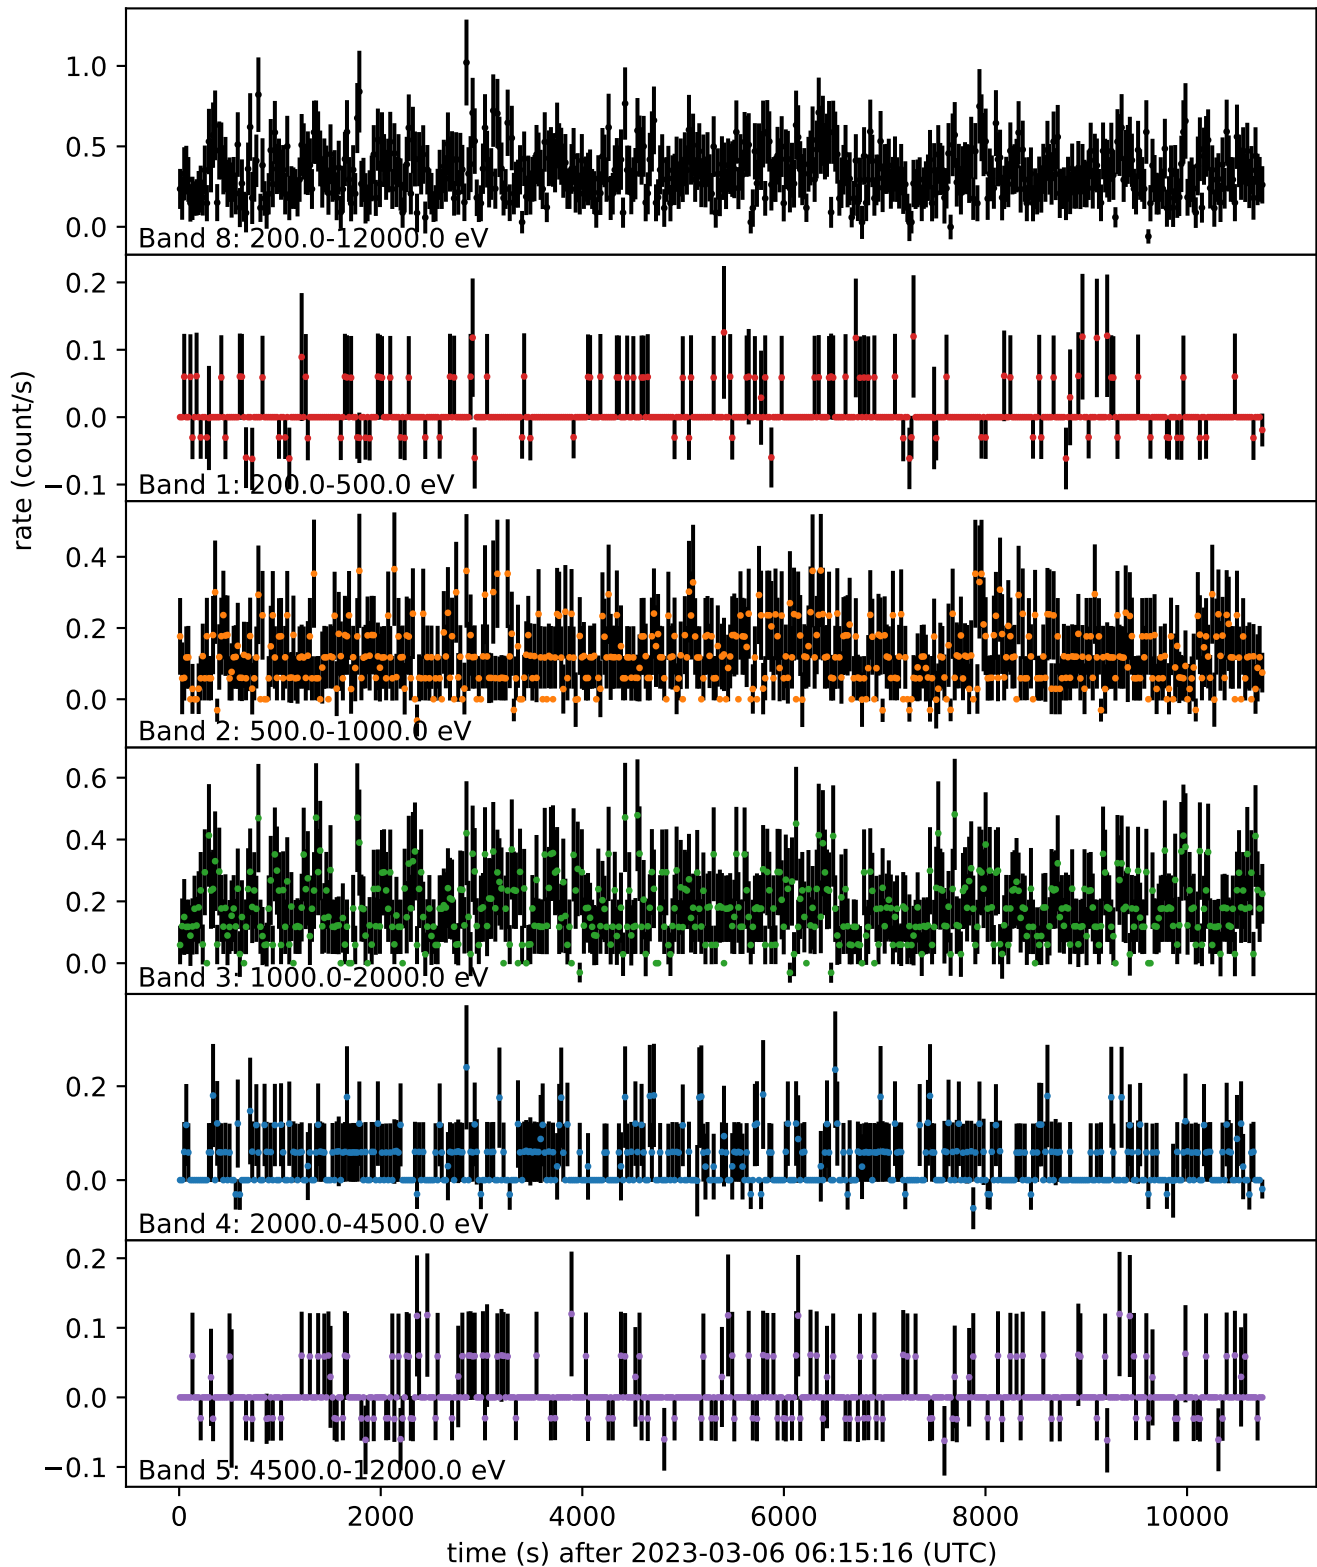 1.0
0.5
0.0
Band 8: 200.0-12000.0 eV
0.2
0.1
0.0
−0.1
Band 1: 200.0-500.0 eV
rate (count/s)
0.4
0.2
0.0
Band 2: 500.0-1000.0 eV
0.6
0.4
0.2
0.0
Band 3: 1000.0-2000.0 eV
0.2
0.0
Band 4: 2000.0-4500.0 eV
0.2
0.1
0.0
−0.1
Band 5: 4500.0-12000.0 eV
0 2000 4000 6000 8000 10000
time (s) after 2023-03-06 06:15:16 (UTC)